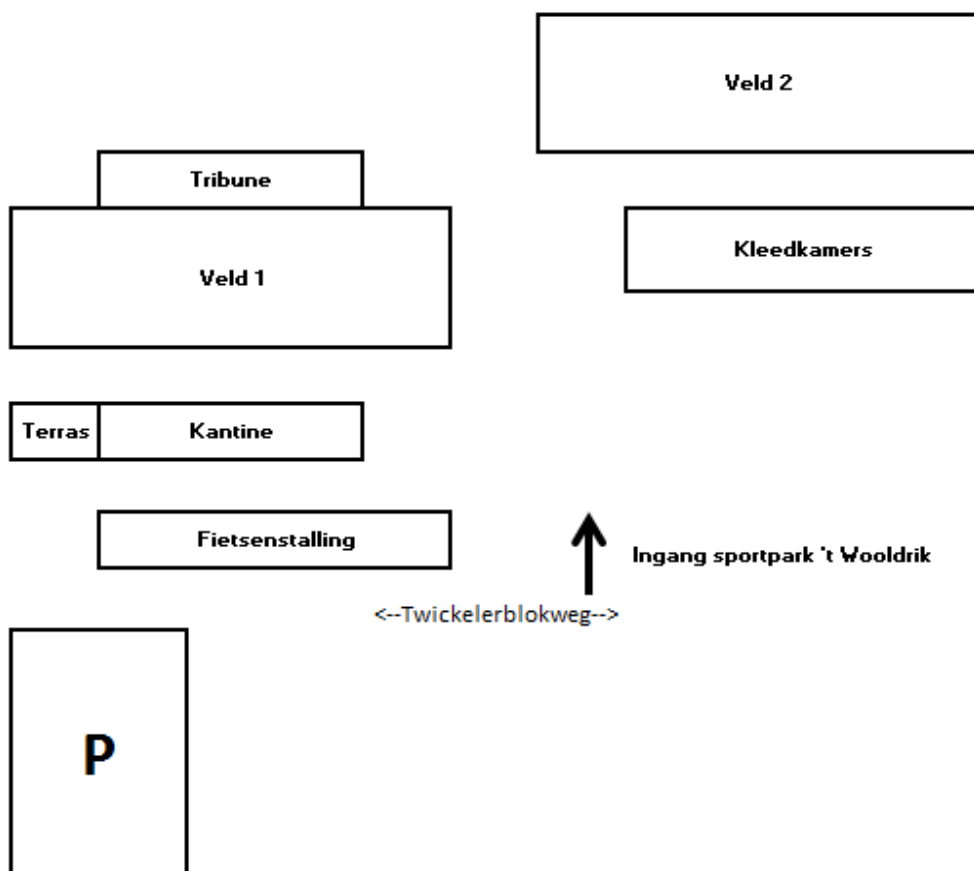 Veld 2
Tribune
Kleedkamers
Veld 1
Terras
Kantine
Fietsenstalling
Ingang sportpark 't Wooldrik
<--Twickelerblokweg-->
P